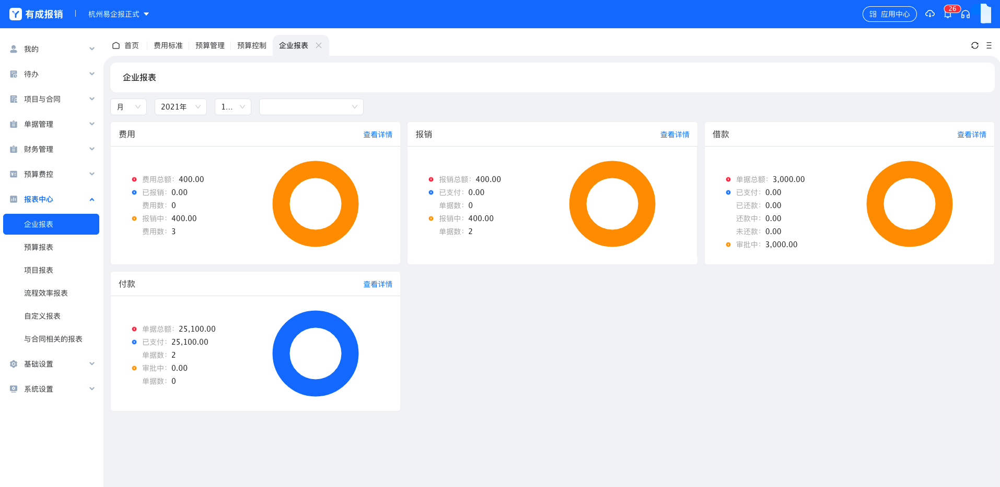 有成报销
杭州易企报正式
应用中心
26
我的
待办
项目与合同
单据管理
财务管理
预算费控
报表中心
企业报表
预算报表
项目报表
流程效率报表
自定义报表
与合同相关的报表
基础设置
系统设置
首页
费用标准
预算管理
预算控制
企业报表
企业报表
月
2021年
1...
费用
查看详情
费用总额: 400.00
已报销: 0.00
费用数: 0
报销中: 400.00
费用数: 3
报销
查看详情
报销总额: 400.00
已支付: 0.00
单据数: 0
报销中: 400.00
单据数: 2
借款
查看详情
单据总额: 3,000.00
已支付: 0.00
已还款: 0.00
还款中: 0.00
未还款: 0.00
审批中: 3,000.00
付款
查看详情
单据总额: 25,100.00
已支付: 25,100.00
单据数: 2
审批中: 0.00
单据数: 0